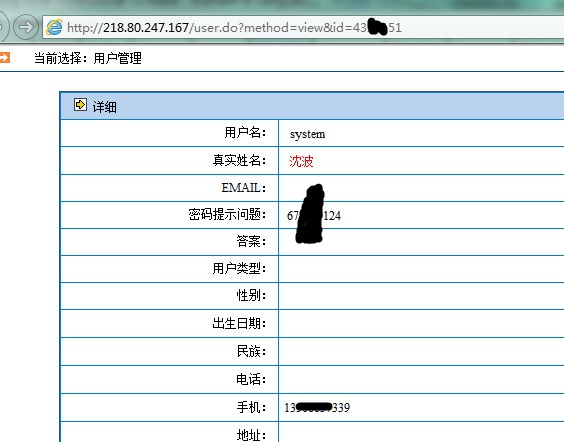 http://218.80.247.167/user.do?method=view&id=43 51
当前选择：用户管理
详细
用户名： system
真实姓名： 沈波
EMAIL：
密码提示问题： 67 124
答案：
用户类型：
性别：
出生日期：
民族：
电话：
手机： 13 339
地址：